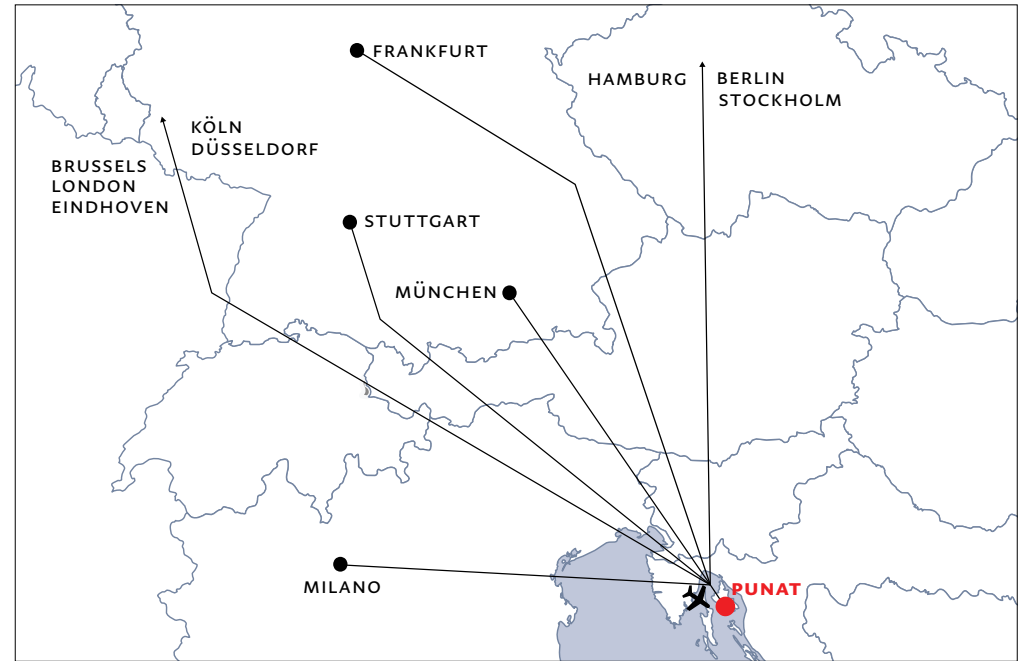 FRANKFURT
HAMBURG
BERLIN
STOCKHOLM
KÖLN
DÜSSELDORF
BRUSSELS
LONDON
EINDHOVEN
STUTTGART
MÜNCHEN
MILANO
PUNAT